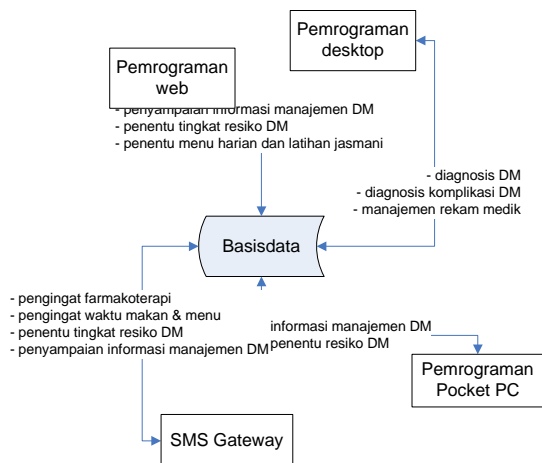 Pemrograman
desktop
Pemrograman
web
- penyampaian informasi manajemen DM
- penentu tingkat resiko DM
- penentu menu harian dan latihan jasmani
- diagnosis DM
- diagnosis komplikasi DM
- manajemen rekam medik
Basisdata
- pengingat farmakoterapi
- pengingat waktu makan & menu
- penentu tingkat resiko DM
- penyampaian informasi manajemen DM
informasi manajemen DM
penentu resiko DM
Pemrograman
Pocket PC
SMS Gateway